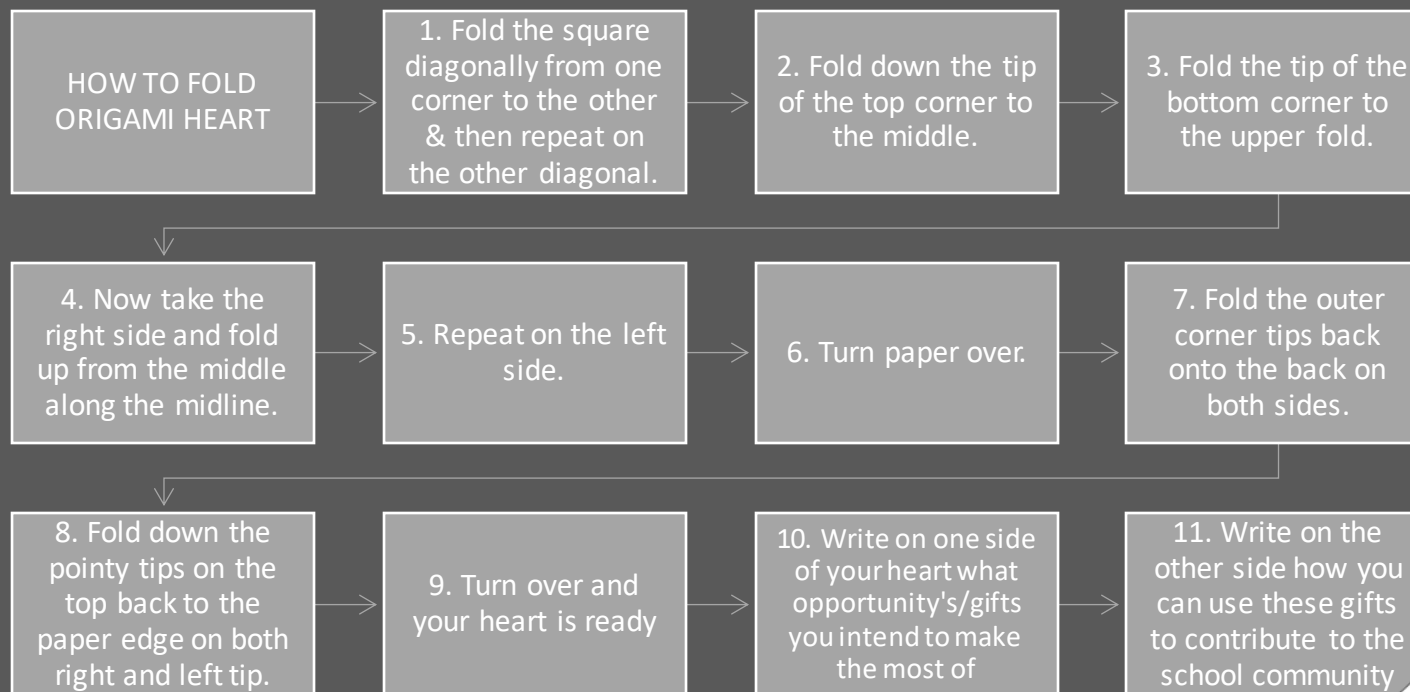 HOW TO FOLD
ORIGAMI HEART
1. Fold the square
diagonally from one
corner to the other
& then repeat on
the other diagonal.
2. Fold down the tip
of the top corner to
the middle.
3. Fold the tip of the
bottom corner to
the upper fold.
4. Now take the
right side and fold
up from the middle
along the midline.
5. Repeat on the left
side.
6. Turn paper over.
7. Fold the outer
corner tips back
onto the back on
both sides.
8. Fold down the
pointy tips on the
top back to the
paper edge on both
right and left tip.
9. Turn over and
your heart is ready
10. Write on one side
of your heart what
opportunity's/gifts
you intend to make
the most of
11. Write on the
other side how you
can use these gifts
to contribute to the
school community